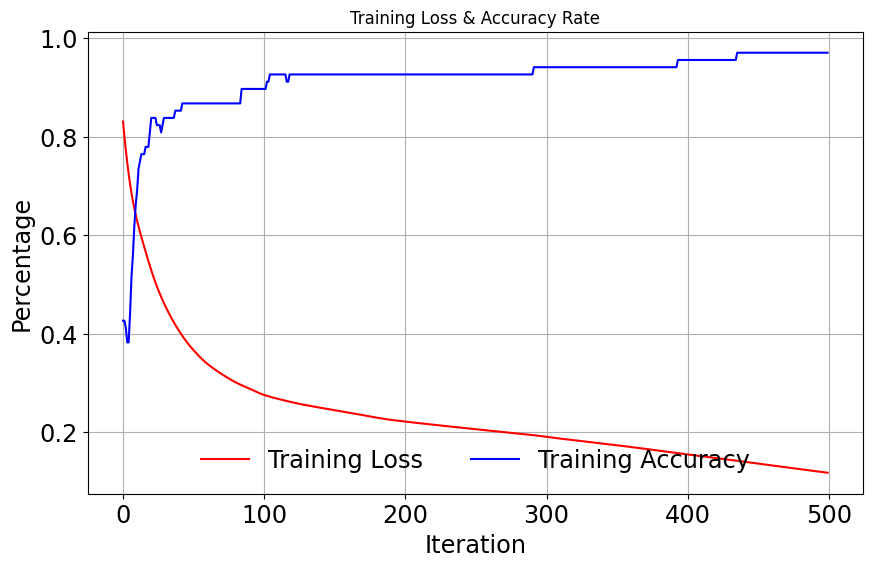 Training Loss & Accuracy Rate
1.0
0.8
0.6
0.4
0.2
Percentage
Training Loss Training Accuracy
0 100 200 300 400 500
Iteration